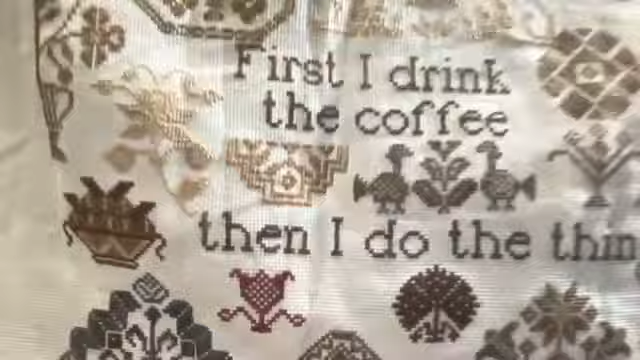 First I drink
the coffee
then I do the thin